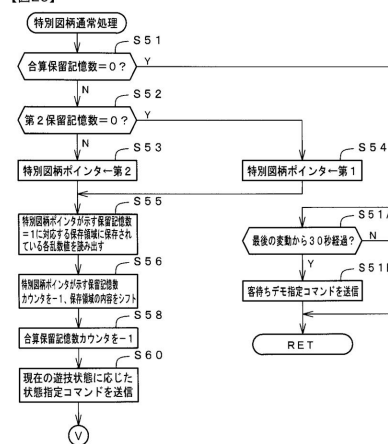 特別図柄通常処理
S51
合算保留記憶数=0?
Y
N
S52
第2保留記憶数=0?
Y
N
S53
特別図柄ポインタ←第2
S54
特別図柄ポインタ←第1
S55
特別図柄ポインタが示す保留記憶数
=1に対応する保存領域に保存され
ている各乱数値を読み出す
S51A
最後の変動から30秒経過?
N
Y
S56
特別図柄ポインタが示す保留記憶数
カウンタを-1、保存領域の内容をシフト
客待ちデモ指定コマンドを送信
S58
合算保留記憶数カウンタを-1
RET
S60
現在の遊技状態に応じた
状態指定コマンドを送信
V